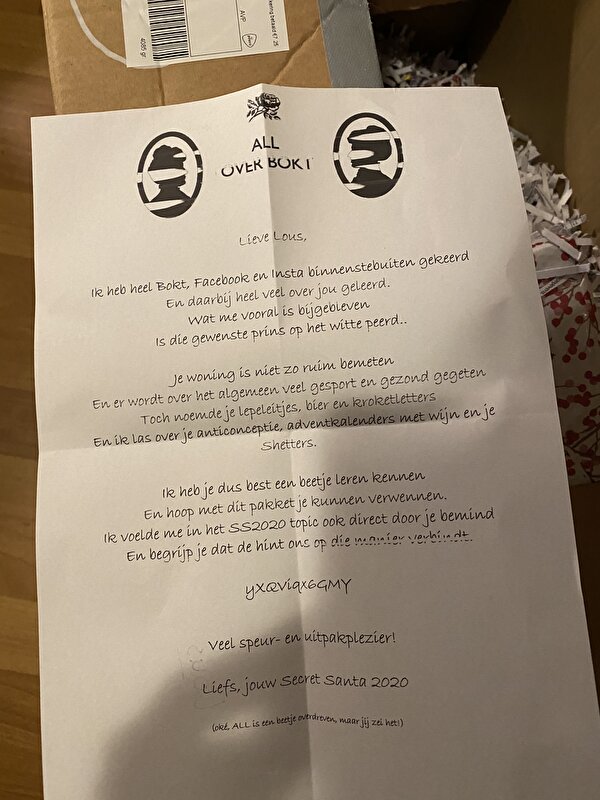 4085 gr
AVP
ALL
OVER BOKT
Lieve Lous,
Ik heb heel Bokt, Facebook en Insta binnenstebuiten gekeerd
En daarbij heel veel over jou geleerd.
Wat me vooral is bijgebleven
Is die gewenste prins op het witte peerd..
Je woning is niet zo ruim bemeten
En er wordt over het algemeen veel gesport en gezond gegeten
Toch noemde je lepeleitjes, bier en kroketletters
En ik las over je anticonceptie, adventkalenders met wijn en je
Shetters.
Ik heb je dus best een beetje leren kennen
En hoop met dit pakket je kunnen verwennen.
Ik voelde me in het SS2020 topic ook direct door je bemind
En begrijp je dat de hint ons op die manier verbindt.
yXQViqx6GMY
Veel speur- en uitpakplezier!
Liefs, jouw Secret Santa 2020
(oké, ALL is een beetje overdreven, maar jij zei het!)